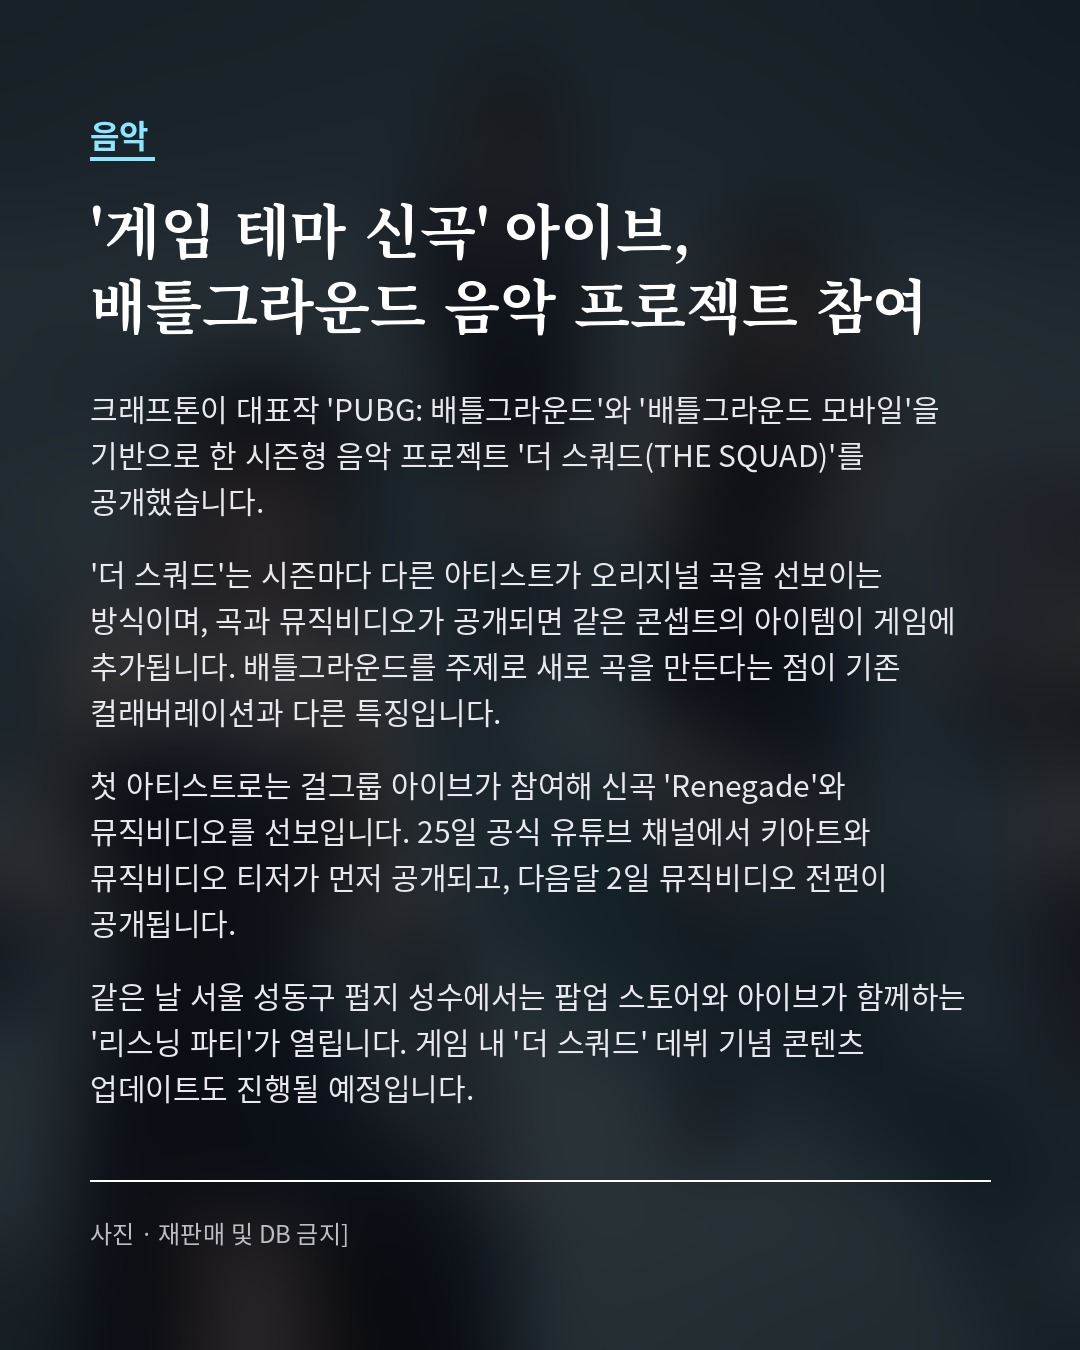 음악
'게임 테마 신곡' 아이브,
배틀그라운드 음악 프로젝트 참여
크래프톤이 대표작 'PUBG: 배틀그라운드'와 '배틀그라운드 모바일'을
기반으로 한 시즌형 음악 프로젝트 '더 스쿼드(THE SQUAD)'를
공개했습니다.
'더 스쿼드'는 시즌마다 다른 아티스트가 오리지널 곡을 선보이는
방식이며, 곡과 뮤직비디오가 공개되면 같은 콘셉트의 아이템이 게임에
추가됩니다. 배틀그라운드를 주제로 새로 곡을 만든다는 점이 기존
컬래버레이션과 다른 특징입니다.
첫 아티스트로는 걸그룹 아이브가 참여해 신곡 'Renegade'와
뮤직비디오를 선보입니다. 25일 공식 유튜브 채널에서 키아트와
뮤직비디오 티저가 먼저 공개되고, 다음달 2일 뮤직비디오 전편이
공개됩니다.
같은 날 서울 성동구 펍지 성수에서는 팝업 스토어와 아이브가 함께하는
'리스닝 파티'가 열립니다. 게임 내 '더 스쿼드' 데뷔 기념 콘텐츠
업데이트도 진행될 예정입니다.
사진 · 재판매 및 DB 금지]